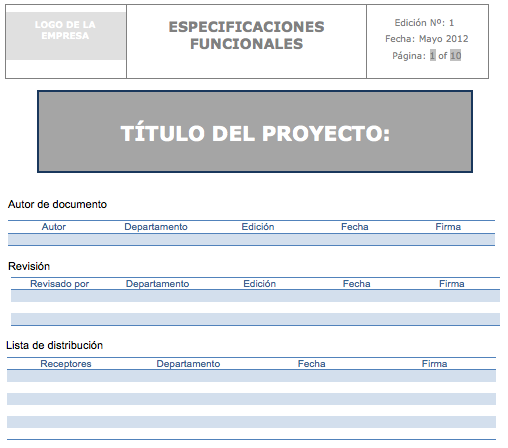 LOGO DE LA
EMPRESA
ESPECIFICACIONES
FUNCIONALES
Edición Nº: 1
Fecha: Mayo 2012
Página: 1 of 10
TÍTULO DEL PROYECTO:
Autor de documento
Autor Departamento Edición Fecha Firma
Revisión
Revisado por Departamento Edición Fecha Firma
Lista de distribución
Receptores Departamento Fecha Firma